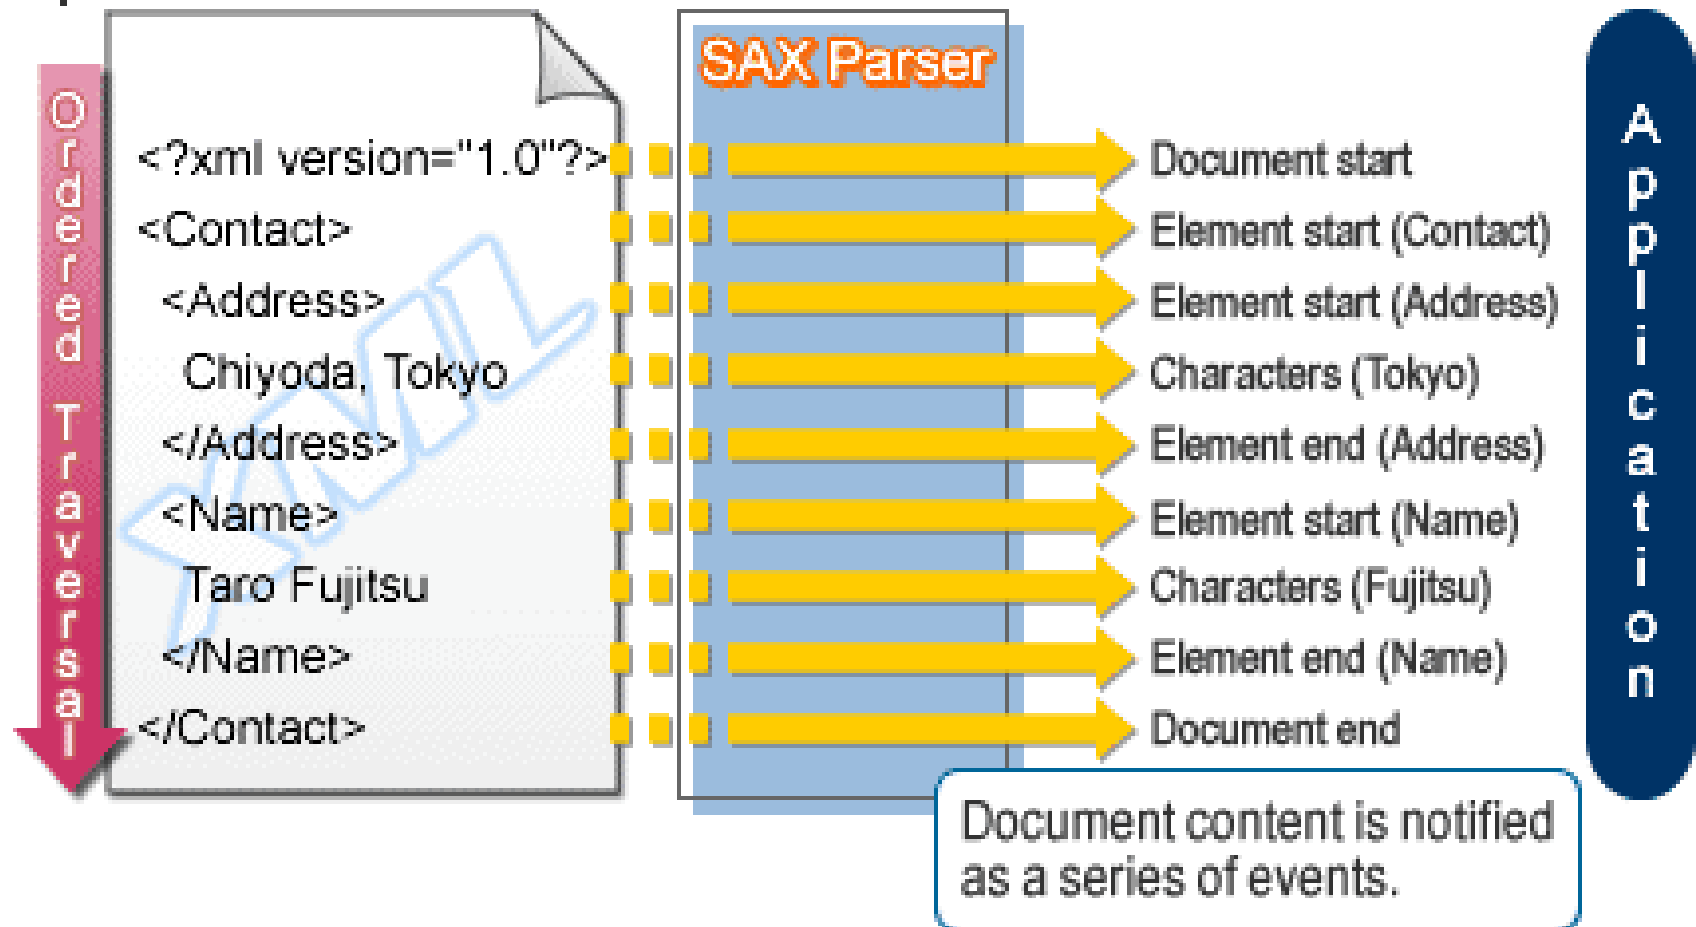 Ordered Traversal
<?xml version="1.0"?>
<Contact>
<Address>
Chiyoda, Tokyo
</Address>
<Name>
Taro Fujitsu
</Name>
</Contact>
XML
SAX Parser
Document start
Element start (Contact)
Element start (Address)
Characters (Tokyo)
Element end (Address)
Element start (Name)
Characters (Fujitsu)
Element end (Name)
Document end
Application
Document content is notified
as a series of events.